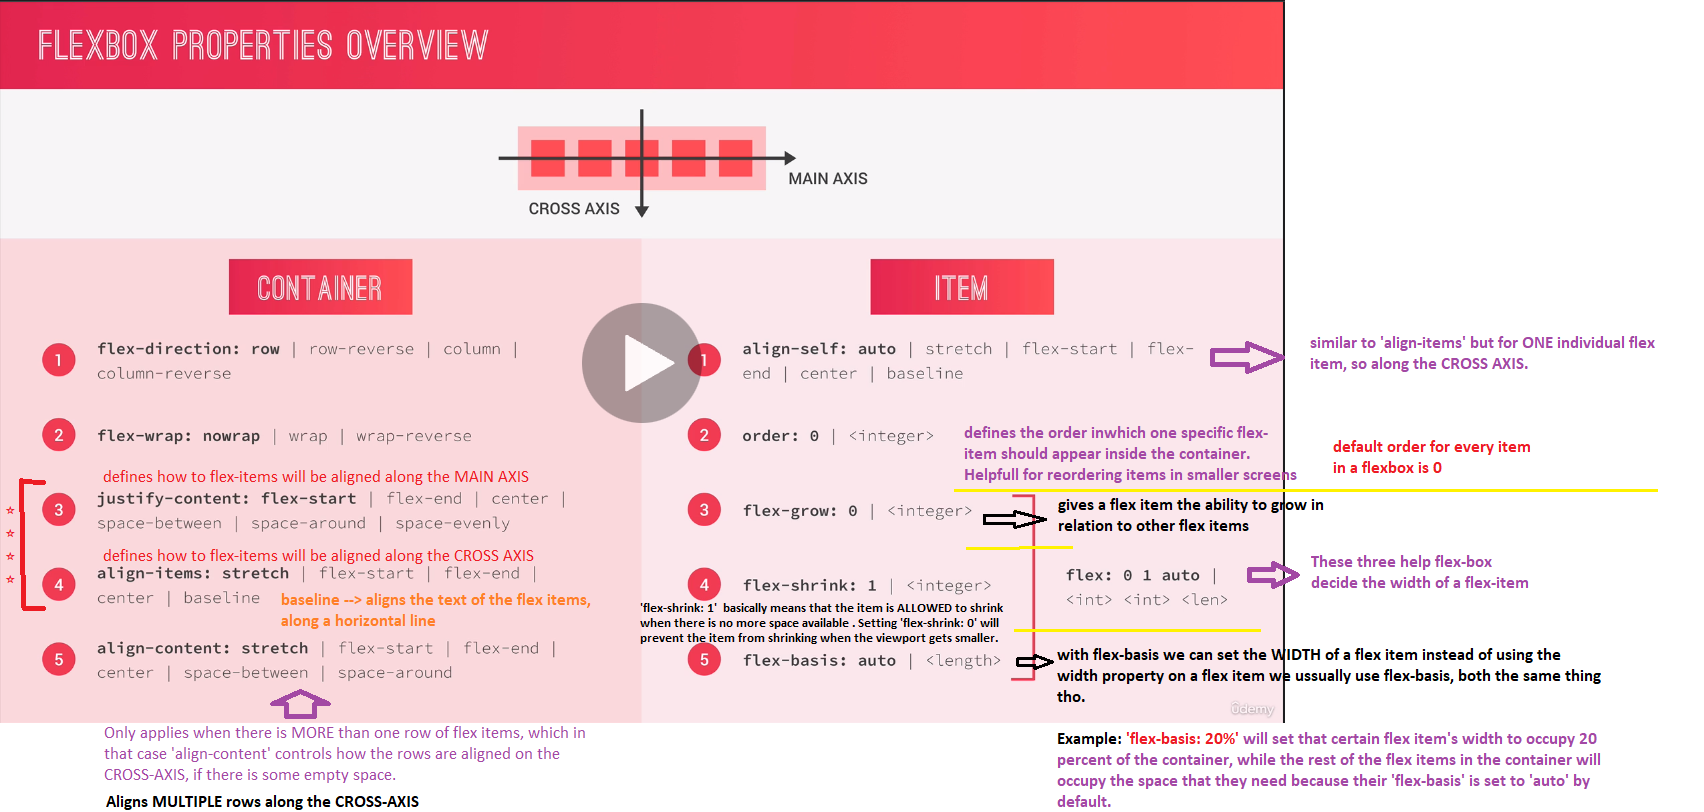 FLEXBOX PROPERTIES OVERVIEW
MAIN AXIS
CROSS AXIS
CONTAINER
1
flex-direction: row | row-reverse | column |
column-reverse
2
flex-wrap: nowrap | wrap | wrap-reverse
defines how to flex-items will be aligned along the MAIN AXIS
3
justify-content: flex-start | flex-end | center |
space-between | space-around | space-evenly
defines how to flex-items will be aligned along the CROSS AXIS
4
align-items: stretch | flex-start | flex-end |
center | baseline
baseline --> aligns the text of the flex items,
along a horizontal line
5
align-content: stretch | flex-start | flex-end |
center | space-between | space-around
Only applies when there is MORE than one row of flex items, which in
that case 'align-content' controls how the rows are aligned on the
CROSS-AXIS, if there is some empty space.
Aligns MULTIPLE rows along the CROSS-AXIS
ITEM
1
align-self: auto | stretch | flex-start | flex-
end | center | baseline
similar to 'align-items' but for ONE individual flex
item, so along the CROSS AXIS.
2
order: 0 | <integer>
defines the order inwhich one specific flex-
item should appear inside the container.
Helpfull for reordering items in smaller screens
default order for every item
in a flexbox is 0
3
flex-grow: 0 | <integer>
gives a flex item the ability to grow in
relation to other flex items
4
flex-shrink: 1 | <integer>
'flex-shrink: 1' basically means that the item is ALLOWED to shrink
when there is no more space available . Setting 'flex-shrink: 0' will
prevent the item from shrinking when the viewport gets smaller.
flex: 0 1 auto |
<int> <int> <len>
These three help flex-box
decide the width of a flex-item
5
flex-basis: auto | <length>
with flex-basis we can set the WIDTH of a flex item instead of using the
width property on a flex item we ussually use flex-basis, both the same thing
tho.
ûdemy
Example: 'flex-basis: 20%' will set that certain flex item's width to occupy 20
percent of the container, while the rest of the flex items in the container will
occupy the space that they need because their 'flex-basis' is set to 'auto' by
default.